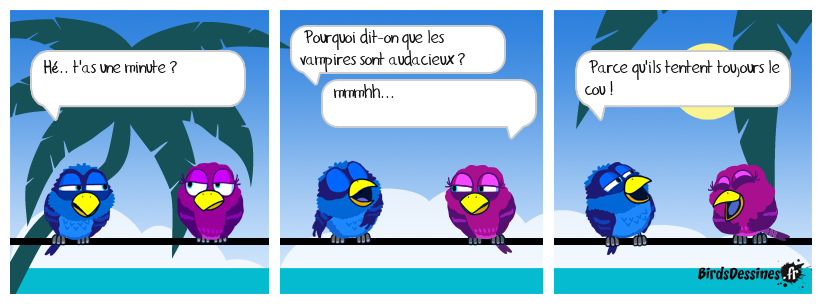 Hé.. t'as une minute ?
Pourquoi dit-on que les
vampires sont audacieux ?
mmmhh...
Parce qu'ils tentent toujours le
cou !
BirdsDessines.fr